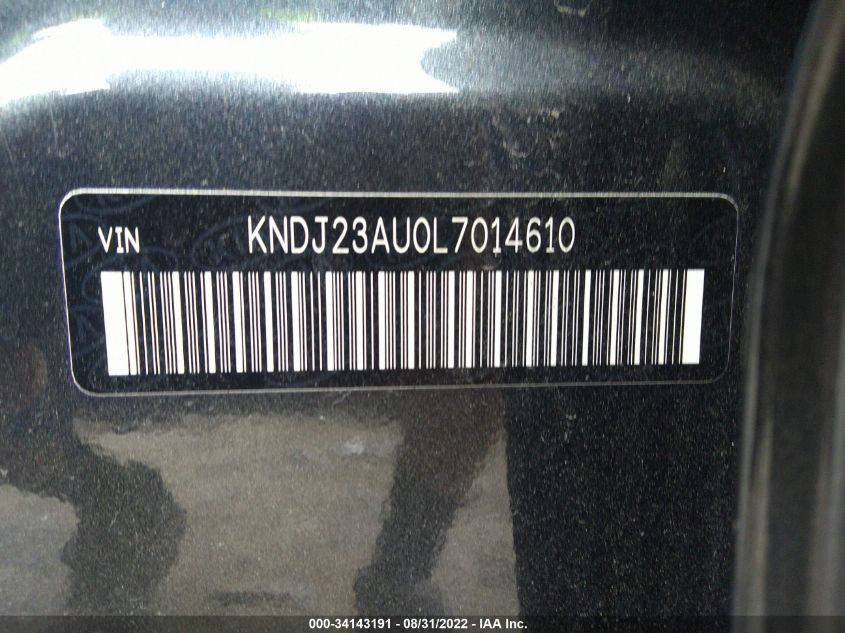 VIN KNDJ23AU0L7014610
000-34143191 - 08/31/2022 - IAA Inc.